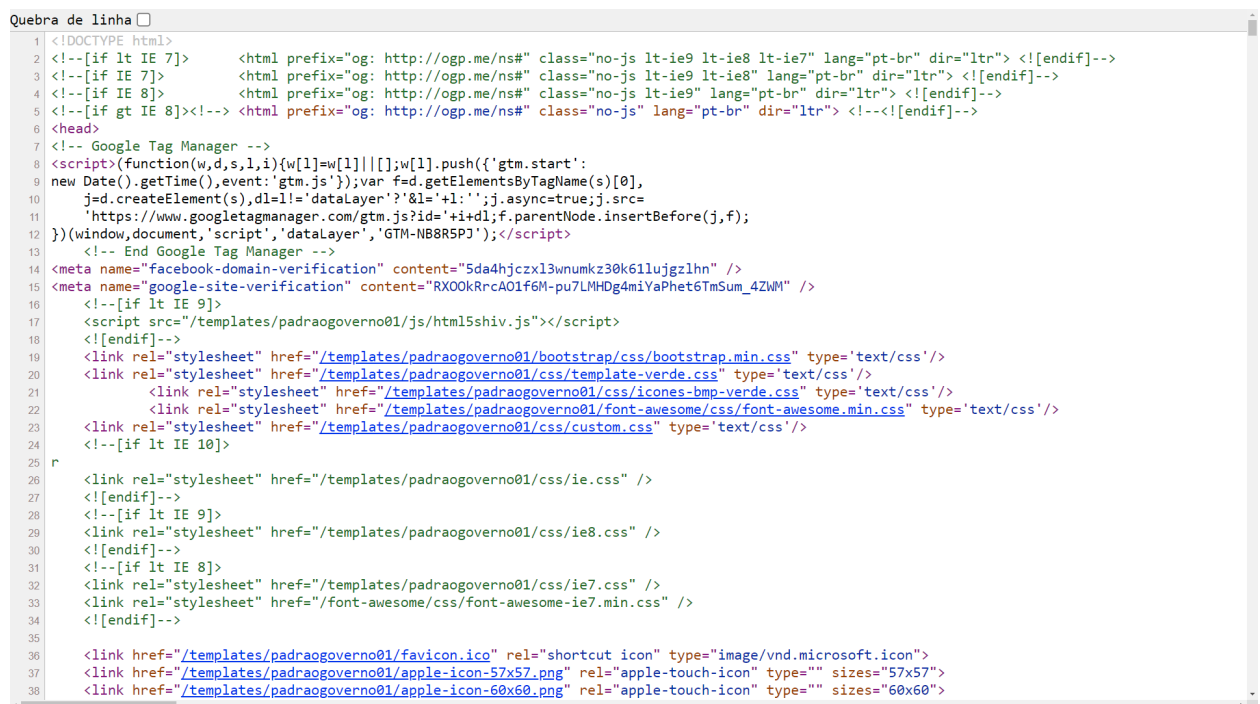 Quebra de linha
1 <!DOCTYPE html>
2 <!--[if lt IE 7]>      <html prefix="og: http://ogp.me/ns#" class="no-js lt-ie9 lt-ie8 lt-ie7" lang="pt-br" dir="ltr"> <![endif]-->
3 <!--[if IE 7]>         <html prefix="og: http://ogp.me/ns#" class="no-js lt-ie9 lt-ie8" lang="pt-br" dir="ltr"> <![endif]-->
4 <!--[if IE 8]>         <html prefix="og: http://ogp.me/ns#" class="no-js lt-ie9" lang="pt-br" dir="ltr"> <![endif]-->
5 <!--[if gt IE 8]><!--> <html prefix="og: http://ogp.me/ns#" class="no-js" lang="pt-br" dir="ltr"> <!--<![endif]-->
6 <head>
7 <!-- Google Tag Manager -->
8 <script>(function(w,d,s,l,i){w[l]=w[l]||[];w[l].push({'gtm.start':
9 new Date().getTime(),event:'gtm.js'});var f=d.getElementsByTagName(s)[0],
10     j=d.createElement(s),dl=l!='dataLayer'?'&l='+l:'';j.async=true;j.src=
11     'https://www.googletagmanager.com/gtm.js?id='+i+dl;f.parentNode.insertBefore(j,f);
12 })(window,document,'script','dataLayer','GTM-NB8R5PJ');</script>
13     <!-- End Google Tag Manager -->
14 <meta name="facebook-domain-verification" content="5da4hjczxl3wnumkz30k61lujgzlhn" />
15 <meta name="google-site-verification" content="RXOOkRrcAO1f6M-pu7LMHDg4miYaPhet6TmSum_4ZWM" />
16     <!--[if lt IE 9]>
17     <script src="/templates/padraogoverno01/js/html5shiv.js"></script>
18     <![endif]-->
19     <link rel="stylesheet" href="/templates/padraogoverno01/bootstrap/css/bootstrap.min.css" type='text/css'/>
20     <link rel="stylesheet" href="/templates/padraogoverno01/css/template-verde.css" type='text/css'/>
21             <link rel="stylesheet" href="/templates/padraogoverno01/css/icones-bmp-verde.css" type='text/css'/>
22             <link rel="stylesheet" href="/templates/padraogoverno01/font-awesome/css/font-awesome.min.css" type='text/css'/>
23     <link rel="stylesheet" href="/templates/padraogoverno01/css/custom.css" type='text/css'/>
24     <!--[if lt IE 10]>
25 r
26     <link rel="stylesheet" href="/templates/padraogoverno01/css/ie.css" />
27     <![endif]-->
28     <!--[if lt IE 9]>
29     <link rel="stylesheet" href="/templates/padraogoverno01/css/ie8.css" />
30     <![endif]-->
31     <!--[if lt IE 8]>
32     <link rel="stylesheet" href="/templates/padraogoverno01/css/ie7.css" />
33     <link rel="stylesheet" href="/font-awesome/css/font-awesome-ie7.min.css" />
34     <![endif]-->
35
36     <link href="/templates/padraogoverno01/favicon.ico" rel="shortcut icon" type="image/vnd.microsoft.icon">
37     <link href="/templates/padraogoverno01/apple-icon-57x57.png" rel="apple-touch-icon" type="" sizes="57x57">
38     <link href="/templates/padraogoverno01/apple-icon-60x60.png" rel="apple-touch-icon" type="" sizes="60x60">